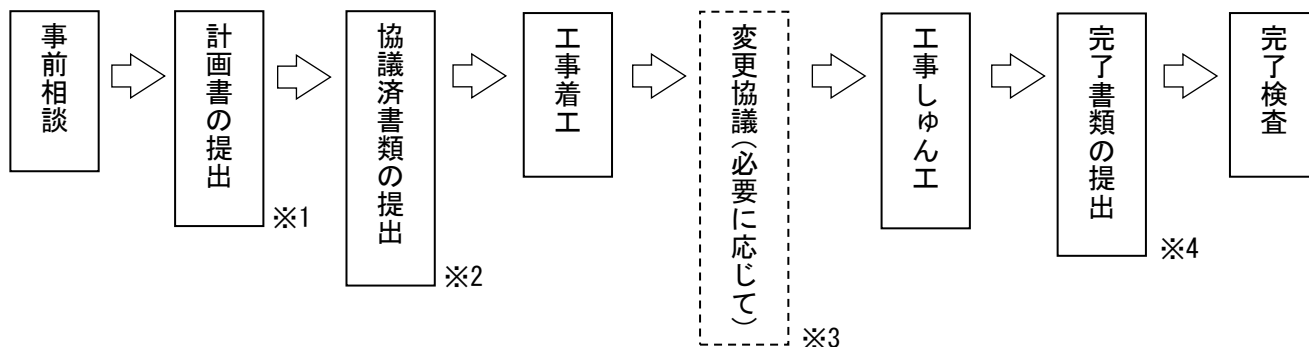 事前相談
計画書の提出
※1
協議済書類の提出
※2
工事着工
変更協議（必要に応じて）
※3
工事しゅん工
完了書類の提出
※4
完了検査